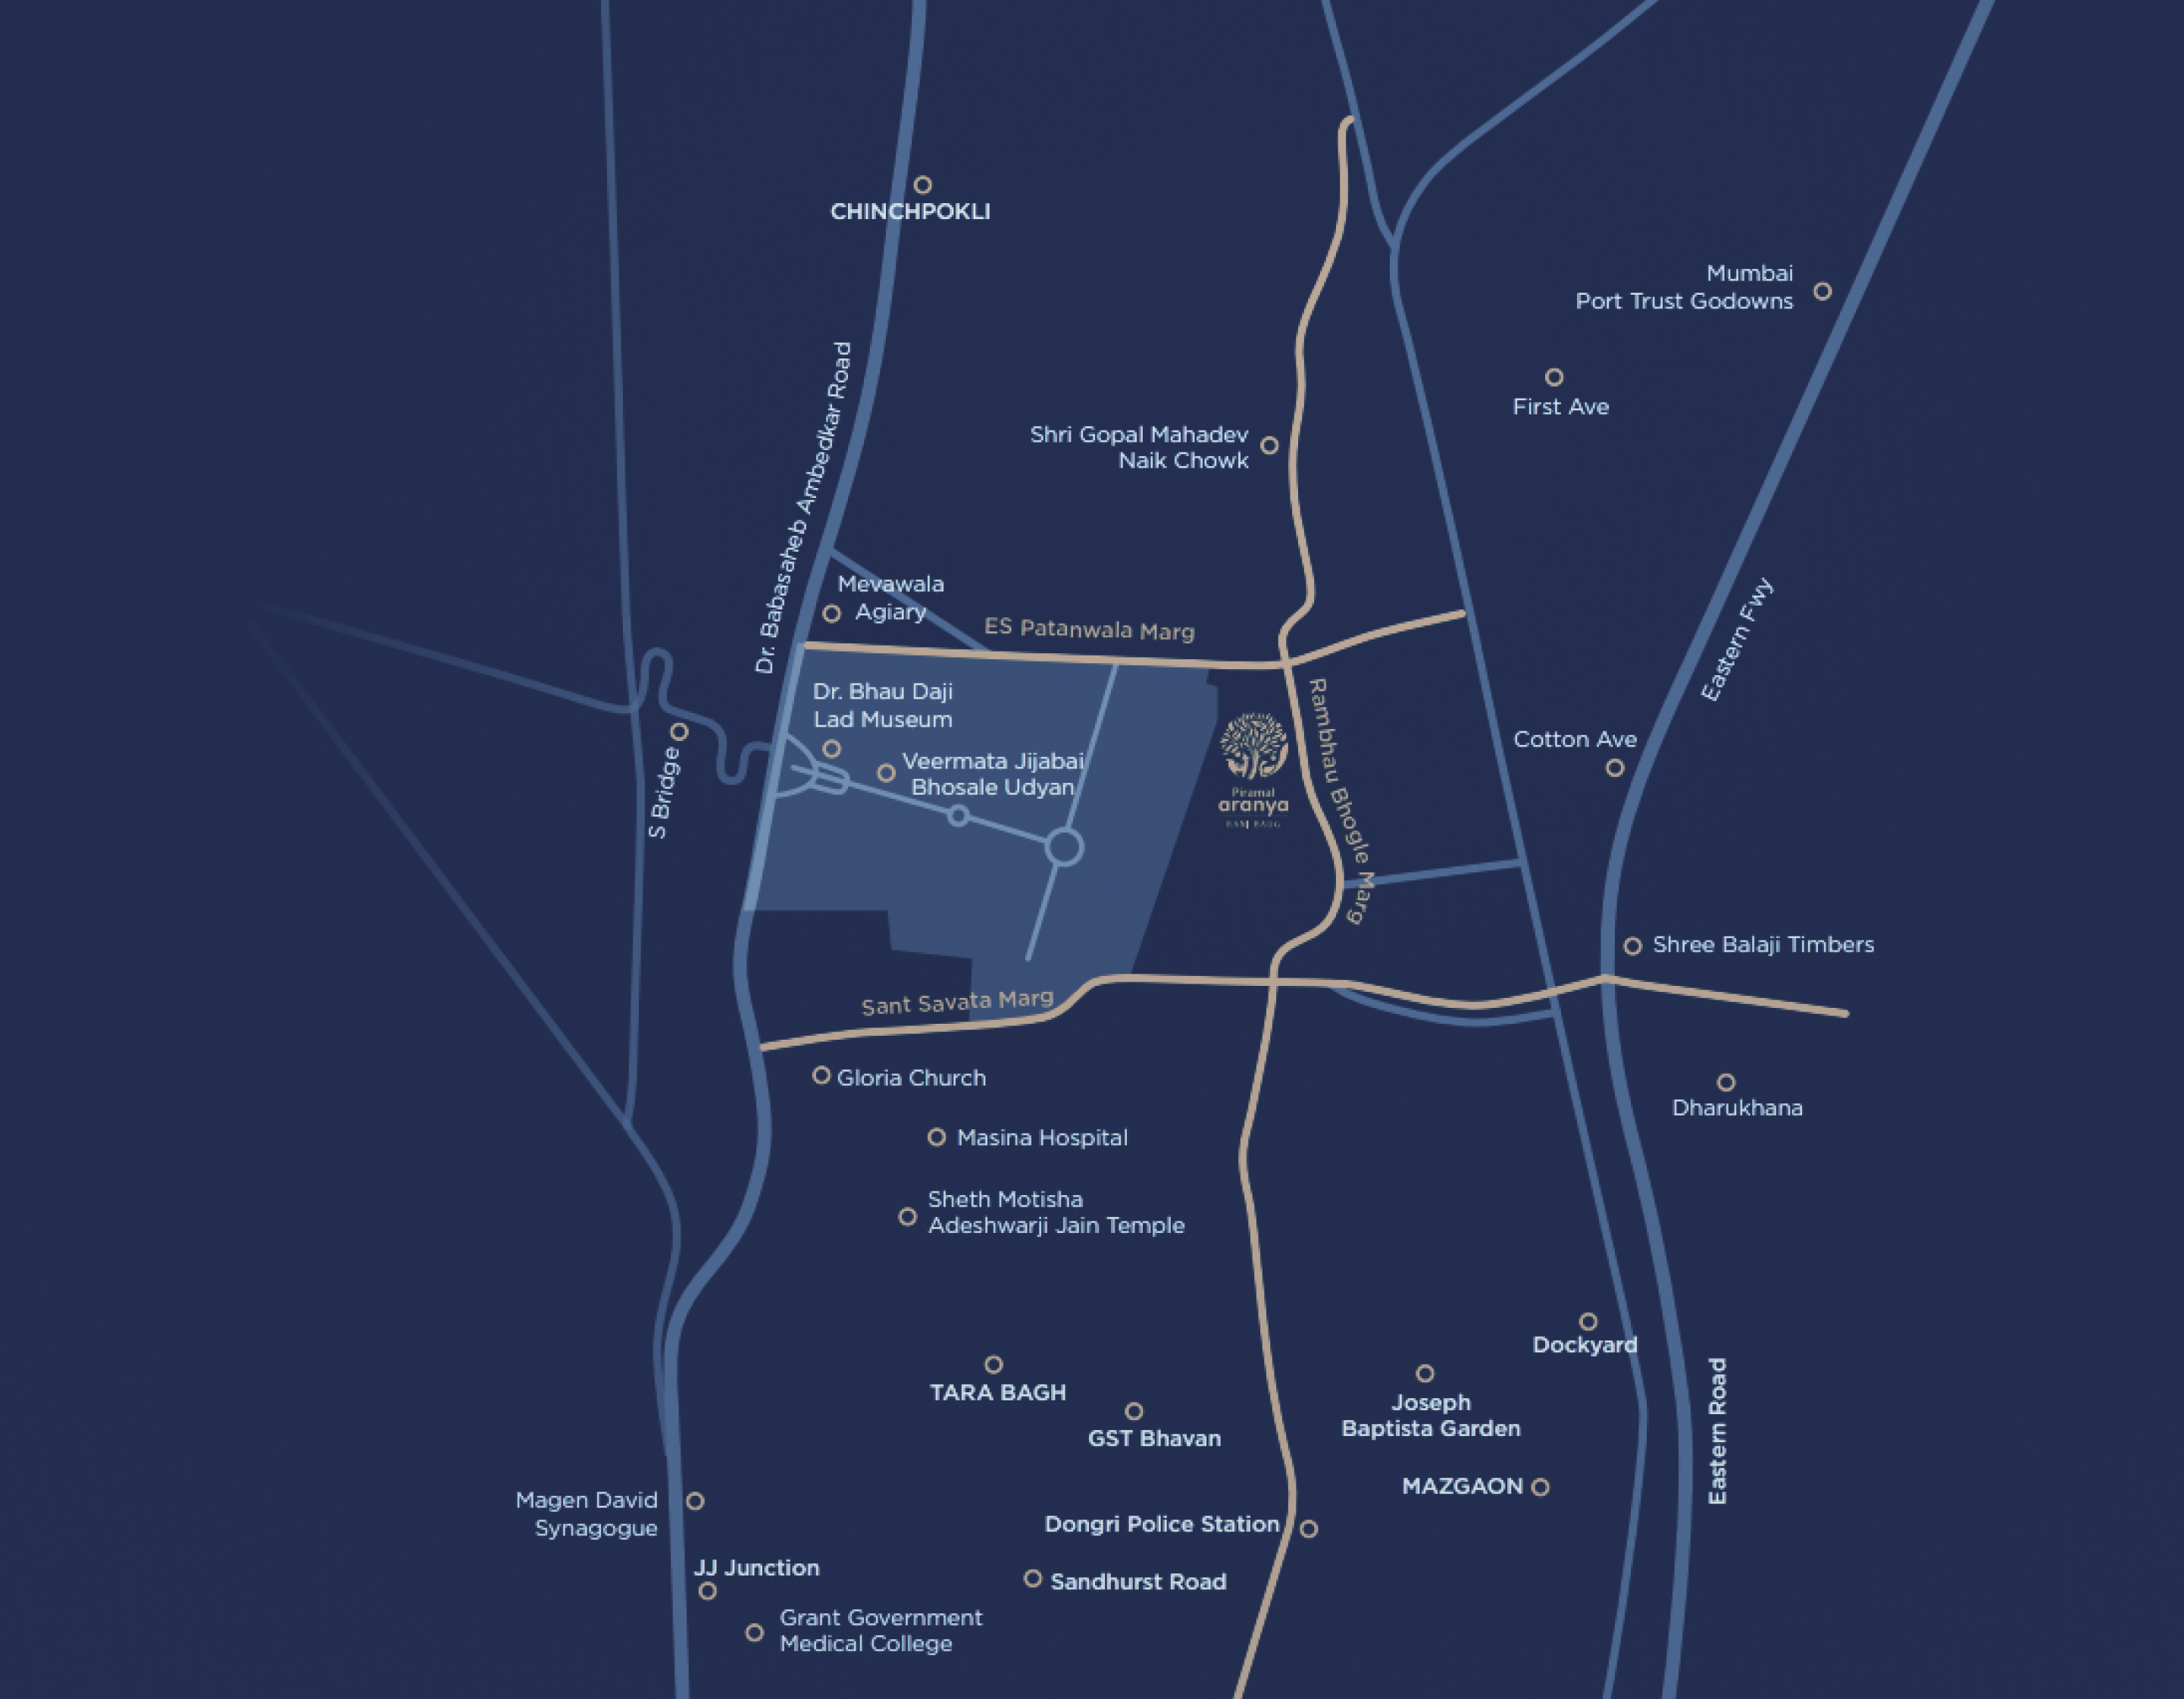 CHINCHPOKLI
Mumbai
Port Trust Godowns
First Ave
Dr. Babasaheb Ambedkar Road
Shri Gopal Mahadev
Naik Chowk
Mevawala
Agiary
ES Patanwala Marg
Eastern Fwy
Dr. Bhau Daji
Lad Museum
Rambhau Bhogle Marg
S Bridge
Veermata Jijabai
Bhosale Udyan
Piramal
aranya
Cotton Ave
Shree Balaji Timbers
Sant Savata Marg
Gloria Church
Dharukhana
Masina Hospital
Sheth Motisha
Adeshwarji Jain Temple
Dockyard
TARA BAGH
Joseph
Baptista Garden
GST Bhavan
Eastern Road
MAZGAON
Magen David
Synagogue
Dongri Police Station
JJ Junction
Sandhurst Road
Grant Government
Medical College